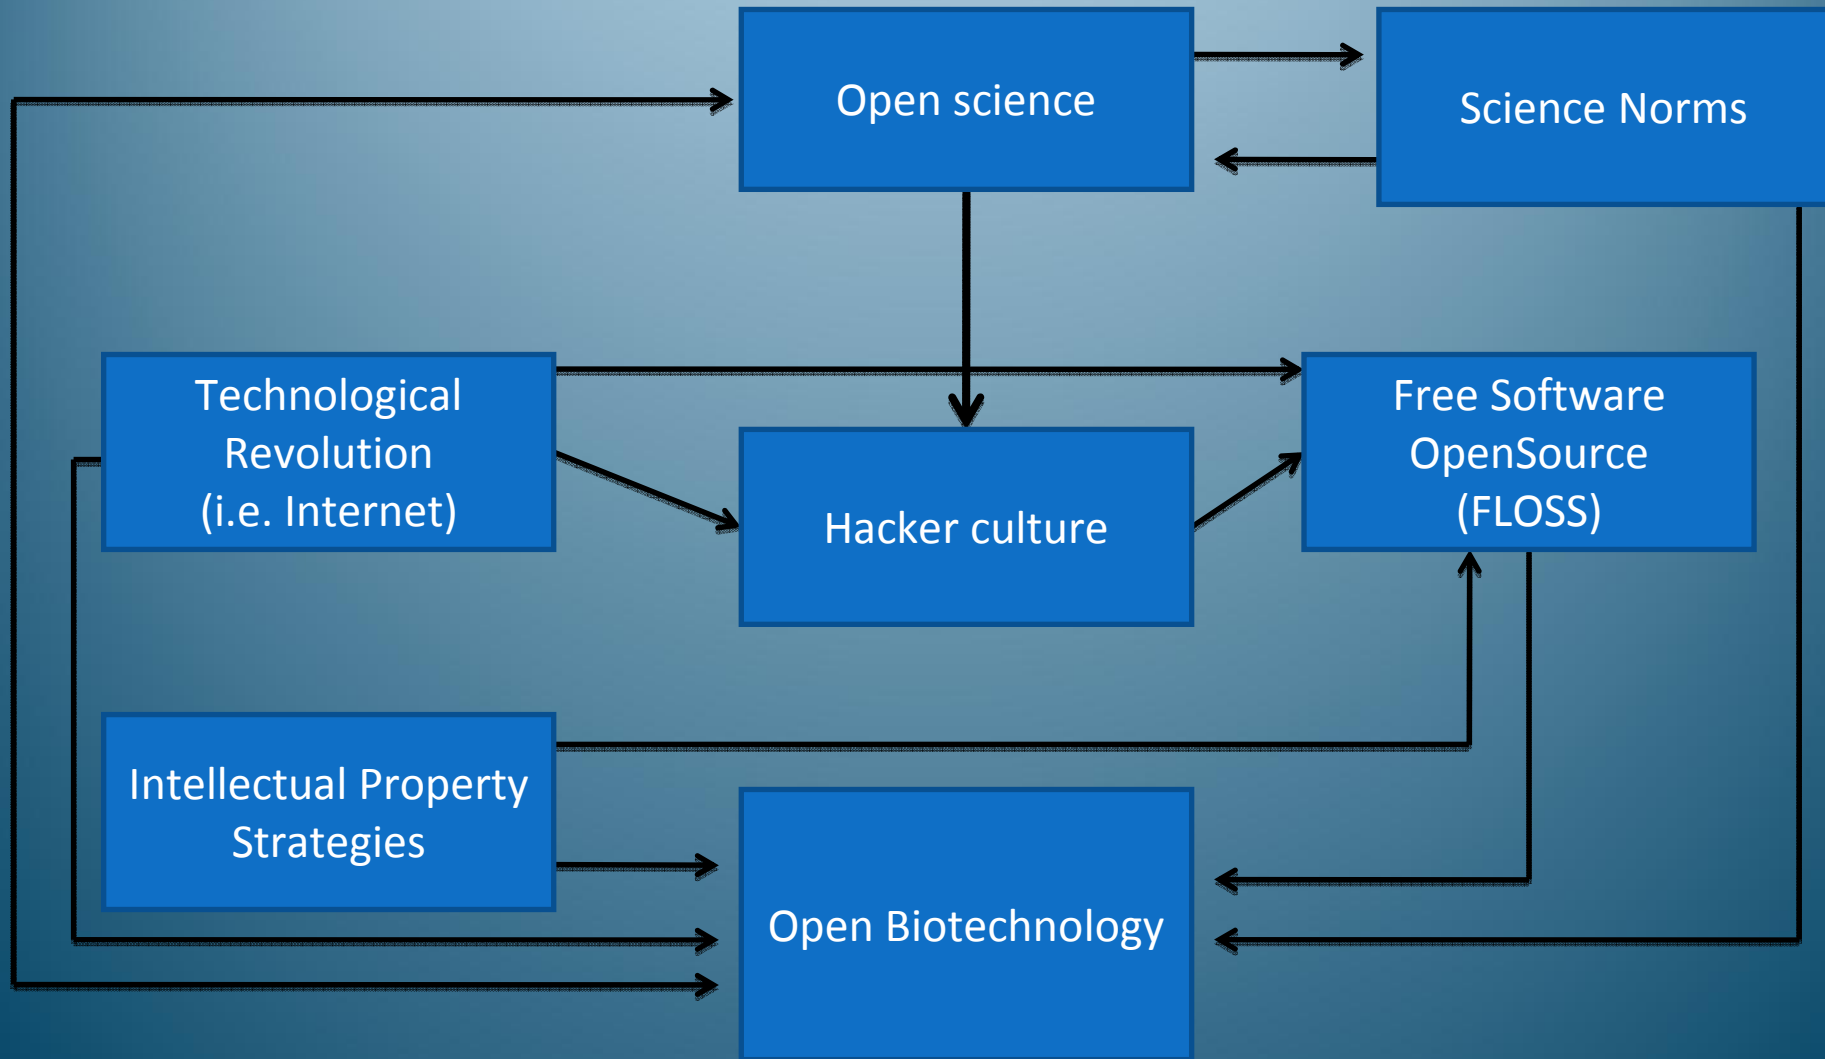 Open science
Science Norms
Technological
Revolution
(i.e. Internet)
Hacker culture
Free Software
OpenSource
(FLOSS)
Intellectual Property
Strategies
Open Biotechnology